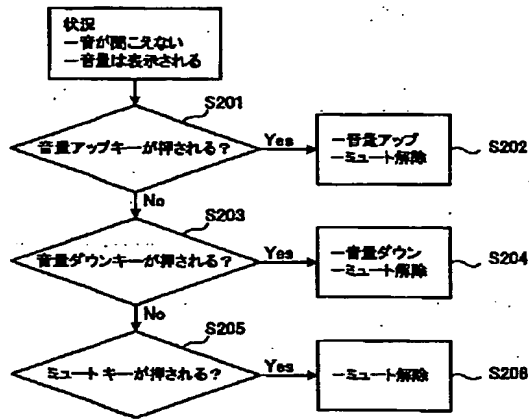 状況
ー音が聞こえない
ー音量は表示される
S201
音量アップキーが押される?
Yes
ー音量アップ
ーミュート解除
S202
No
S203
音量ダウンキーが押される?
Yes
ー音量ダウン
ーミュート解除
S204
No
S205
ミュートキーが押される?
Yes
ーミュート解除
S206